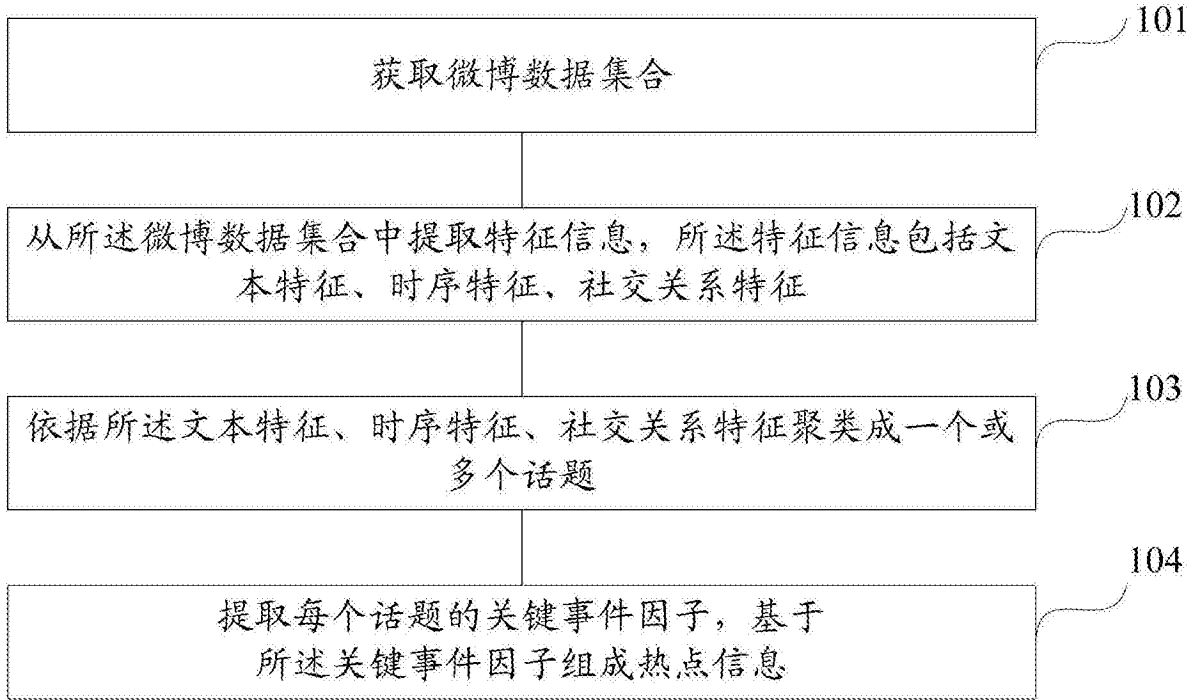 101
获取微博数据集合
102
从所述微博数据集合中提取特征信息，所述特征信息包括文
本特征、时序特征、社交关系特征
103
依据所述文本特征、时序特征、社交关系特征聚类成一个或
多个话题
104
提取每个话题的关键事件因子，基于
所述关键事件因子组成热点信息